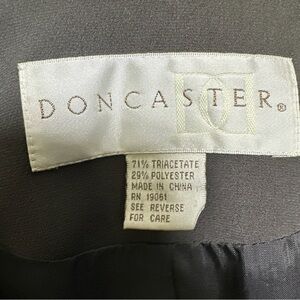 DONCASTER®
71% TRIACETATE
29% POLYESTER
MADE IN CHINA
RN 19061
SEE REVERSE
FOR CARE